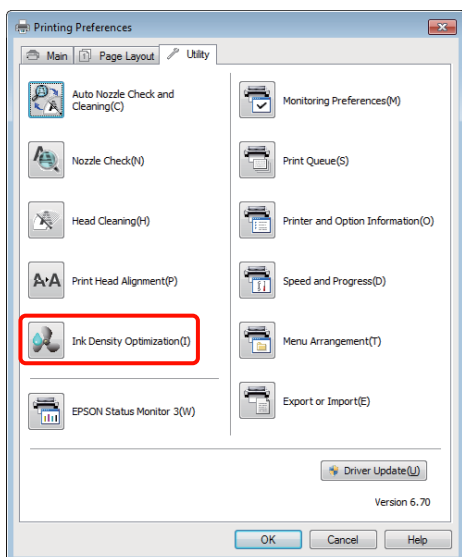 Printing Preferences
Main
Page Layout
Utility
Auto Nozzle Check and
Cleaning(C)
Nozzle Check(N)
Head Cleaning(H)
Print Head Alignment(P)
Ink Density Optimization(I)
EPSON Status Monitor 3(W)
Monitoring Preferences(M)
Print Queue(S)
Printer and Option Information(O)
Speed and Progress(D)
Menu Arrangement(T)
Export or Import(E)
Driver Update(U)
Version 6.70
OK
Cancel
Help